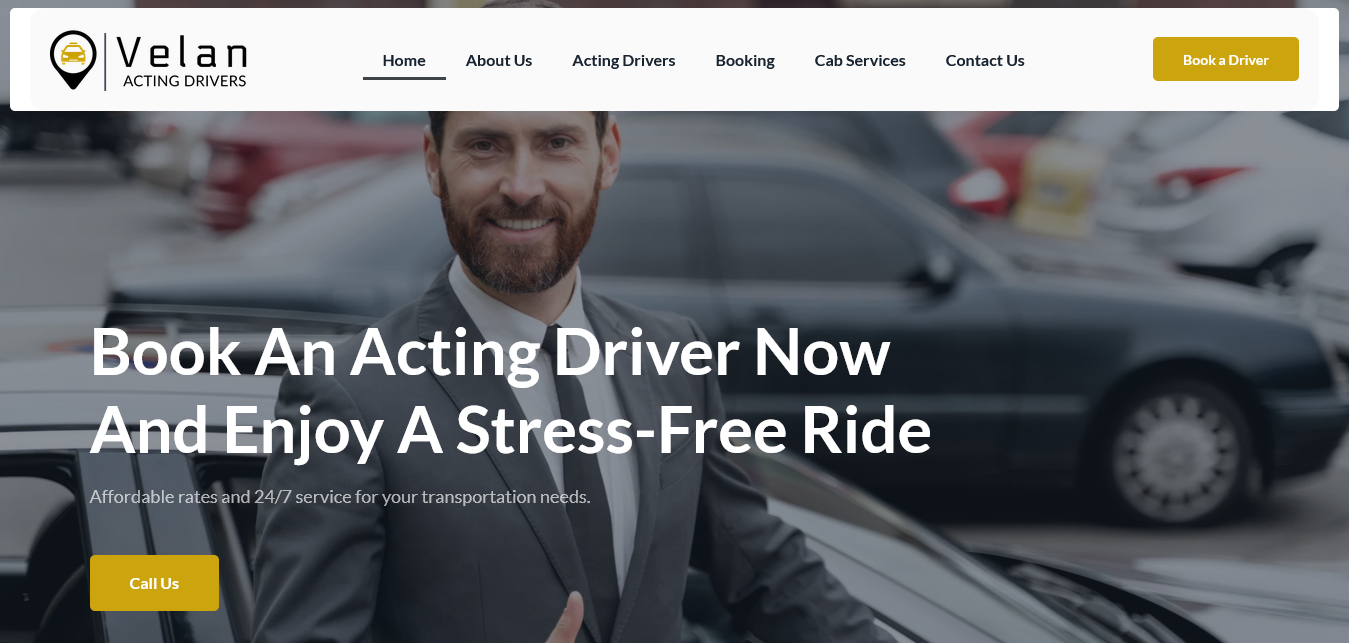 Velan
ACTING DRIVERS
Home About Us Acting Drivers Booking Cab Services Contact Us
Book a Driver
Book An Acting Driver Now
And Enjoy A Stress-Free Ride
Affordable rates and 24/7 service for your transportation needs.
Call Us